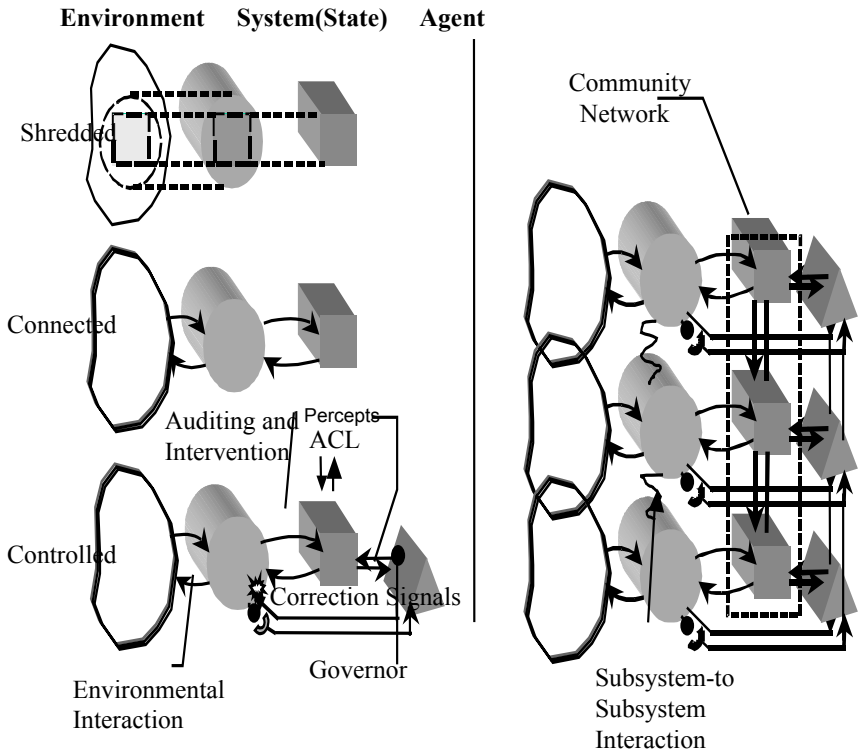 Environment System(State) Agent
Shredded
Community
Network
Connected
Auditing and
Intervention
Percepts
ACL
Controlled
Correction Signals
Governor
Environmental
Interaction
Subsystem-to
Subsystem
Interaction